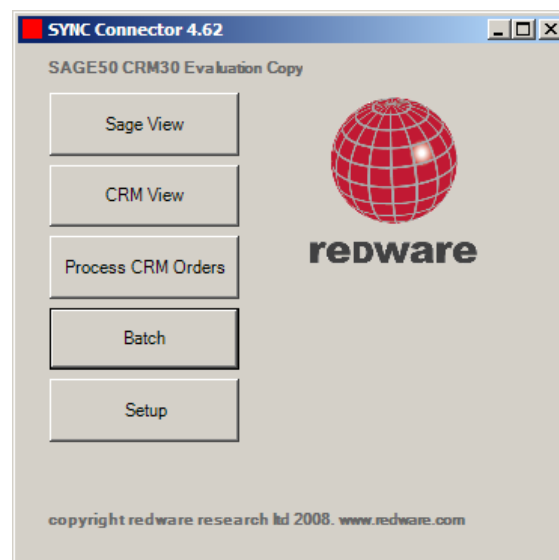 SYNC Connector 4.62
SAGE50 CRM30 Evaluation Copy
Sage View
CRM View
Process CRM Orders
Batch
Setup
reDware
copyright redware research ltd 2008. www.redware.com